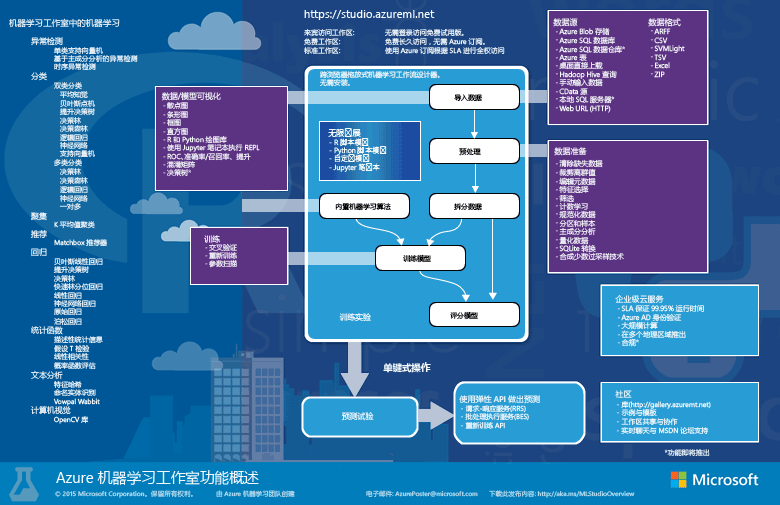 机器学习工作室中的机器学习
异常检测
单类支持向量机
基于主成分分析的异常检测
时序异常检测
分类
双类分类
平均知觉
贝叶斯点机
提升决策树
决策林
决策森林
逻辑回归
神经网络
支持向量机
多类分类
决策林
决策森林
逻辑回归
神经网络
一对多
聚集
K 平均值聚类
推荐
Matchbox 推荐器
回归
贝叶斯线性回归
提升决策树
决策林
快速林分位回归
线性回归
神经网络回归
原始回归
泊松回归
统计函数
描述性统计信息
假设 T 检验
线性相关性
概率函数评估
文本分析
特征哈希
命名实体识别
Vowpal Wabbit
计算机视觉
OpenCV 库
https://studio.azureml.net
来宾访问工作区: 无需登录访问免费试用版。
免费工作区: 免费长久访问，无需 Azure 订阅。
标准工作区: 使用 Azure 订阅根据 SLA 进行全权访问
跨浏览器拖放式机器学习工作流设计器。
无需安装。
导入数据
预处理
无限扩展
- R 脚本模块
- Python 脚本模块
- 自定义模块
- Jupyter 笔记本
内置机器学习算法
拆分数据
训练模型
评分模型
训练实验
数据/模型可视化
- 散点图
- 条形图
- 框图
- 直方图
- R 和 Python 绘图库
- 使用 Jupyter 笔记本执行 REPL
- ROC、准确率/召回率、提升
- 混淆矩阵
- 决策树*
训练
- 交叉验证
- 重新训练
- 参数扫描
数据源
- Azure Blob 存储
- Azure SQL 数据库
- Azure SQL 数据仓库*
- Azure 表
- 桌面直接上载
- Hadoop Hive 查询
- 手动输入数据
- CData 源
- 本地 SQL 服务器*
- Web URL (HTTP)
数据格式
- ARFF
- CSV
- SVMLight
- TSV
- Excel
- ZIP
数据准备
- 清除缺失数据
- 裁剪离群值
- 编辑元数据
- 特征选择
- 筛选
- 计数学习
- 规范化数据
- 分区和样本
- 主成分分析
- 量化数据
- SQLite 转换
- 合成少数过采样技术
企业级云服务
- SLA 保证 99.95% 运行时间
- Azure AD 身份验证
- 大规模计算
- 在多个地理区域推出
- 合规*
单键式操作
预测试验
使用弹性 API 做出预测
- 请求-响应服务(RRS)
- 批处理执行服务(BES)
- 重新训练 API
社区
- 库(http://gallery.azuremt.net)
- 示例与模版
- 工作区共享与协作
- 实时聊天与 MSDN 论坛支持
*功能即将推出
Azure 机器学习工作室功能概述
© 2015 Microsoft Corporation。保留所有权利。 由 Azure 机器学习团队创建 电子邮件: AzurePoster@microsoft.com 下载此发布内容: http://aka.ms/MLStudioOverview
Microsoft